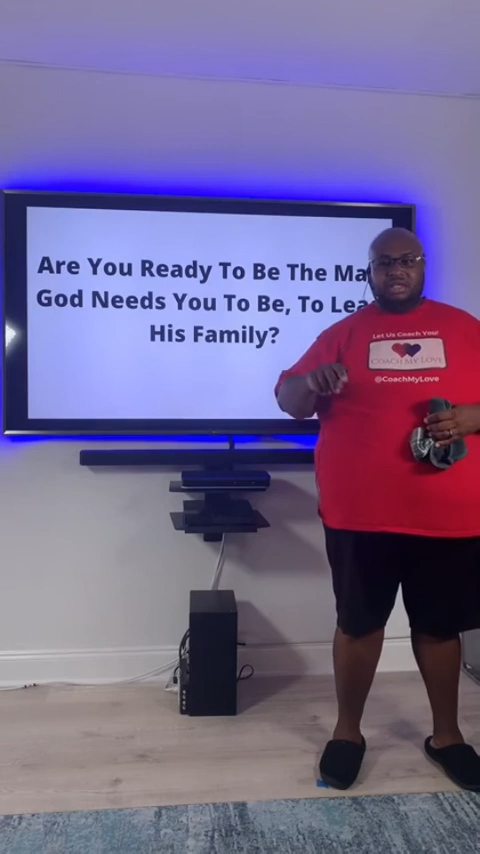 Are You Ready To Be The Ma
God Needs You To Be, To Lea
His Family?
Let Us Coach You!
COACH MY LOVE
@CoachMyLove